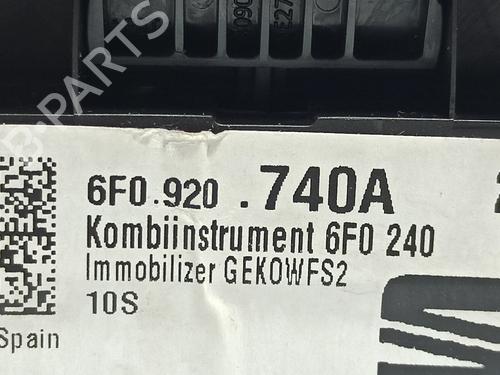 6F0.920 .740A
Kombiinstrument 6F0 240
Immobilizer GEKOWFS2
10S
Spain
B-PARTS